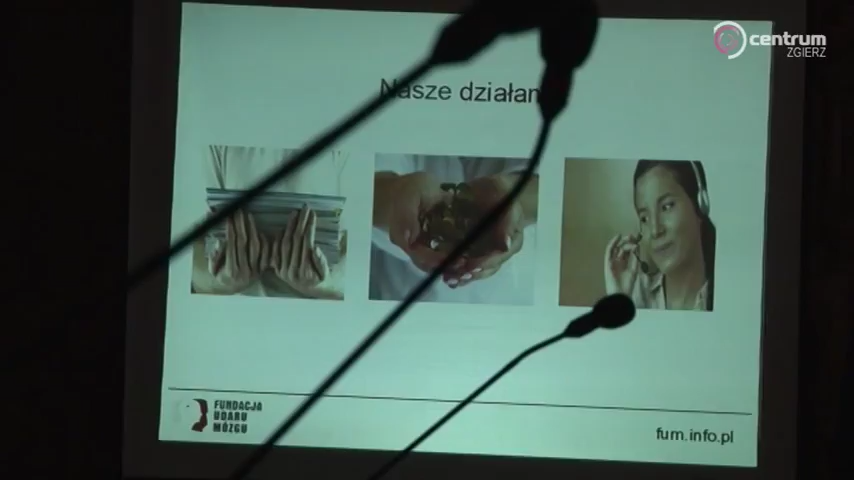 centrum
ZGIERZ
Nasze działan
FUNDACJA
UDARU
MÓZGU
fum.info.pl